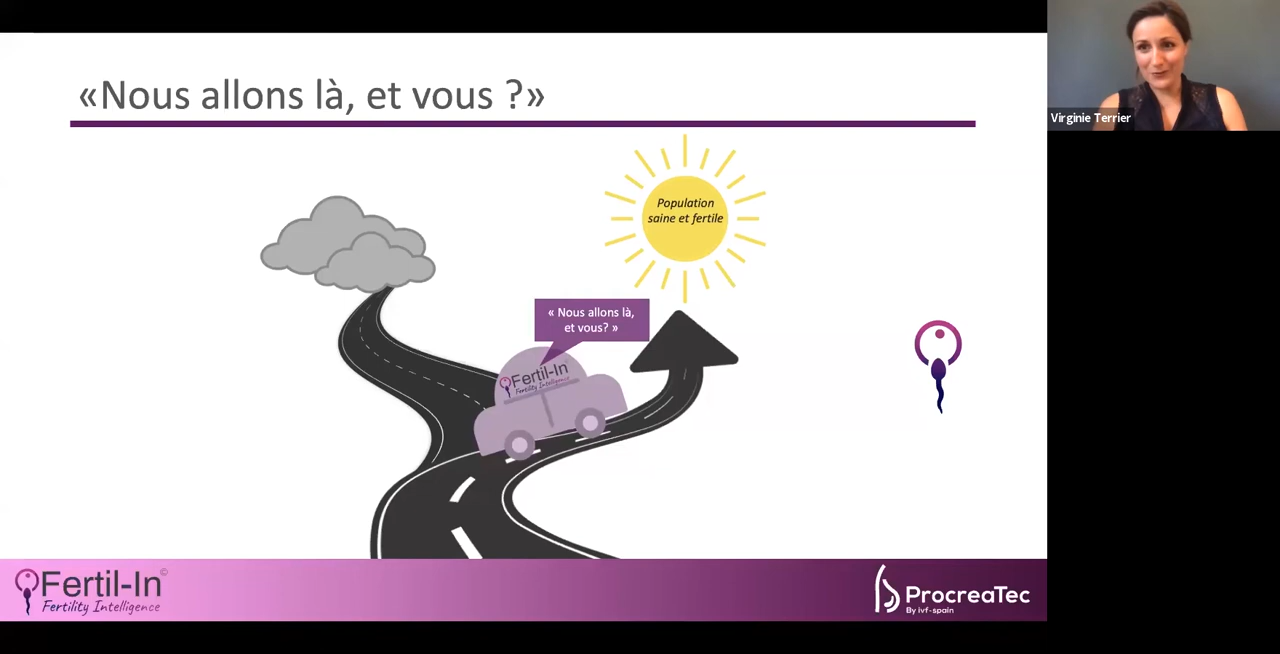 «Nous allons là, et vous ?»
Virginie Terrier
Population
saine et fertile
« Nous allons là,
et vous? »
Fertil-In
Fertility Intelligence
Fertil-In©
Fertility Intelligence
ProcreaTec
By ivf-spain